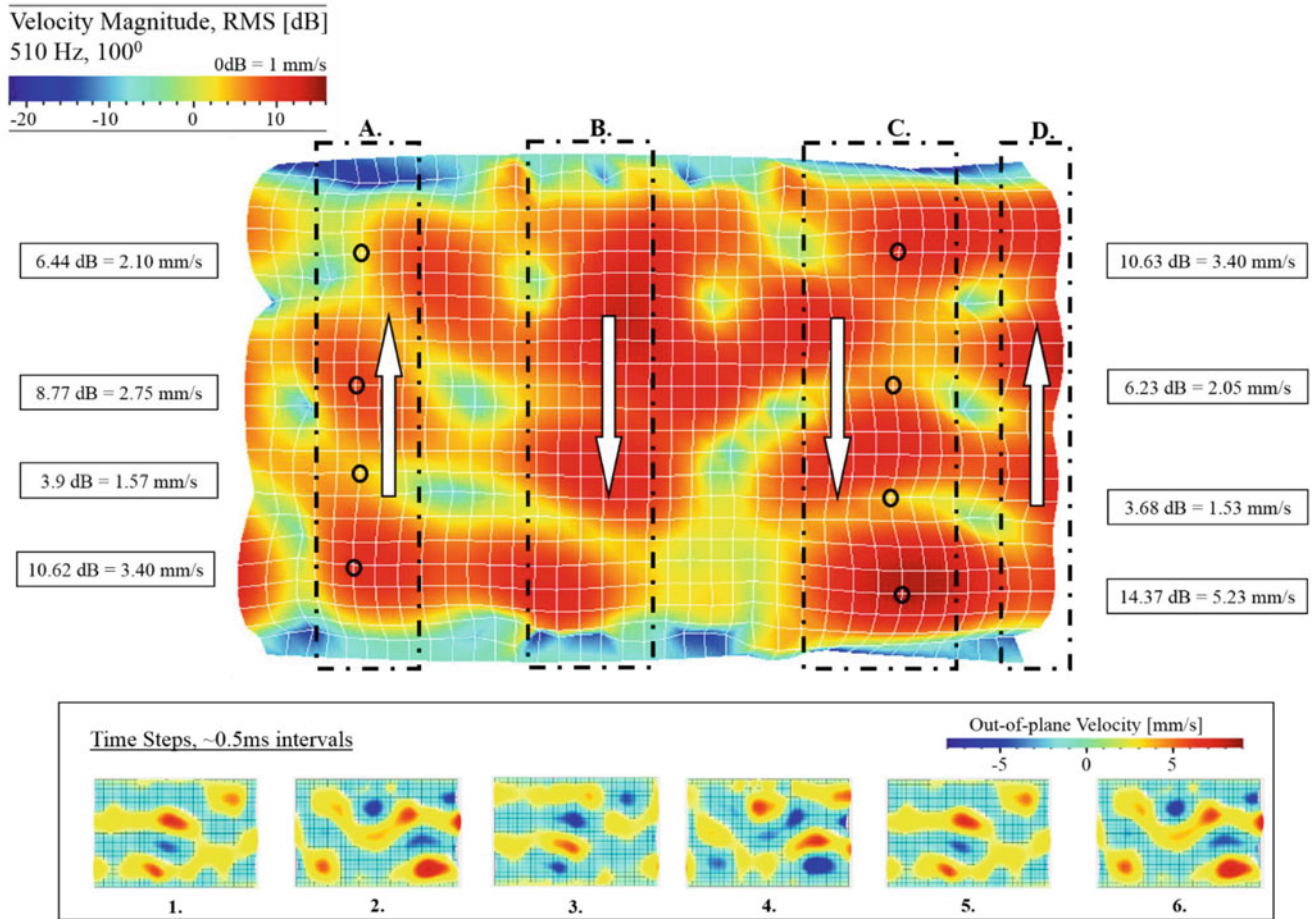 Velocity Magnitude, RMS [dB]
510 Hz, 100⁰
0dB = 1 mm/s
-20 -10 0 10
A. B. C. D.
6.44 dB = 2.10 mm/s
8.77 dB = 2.75 mm/s
3.9 dB = 1.57 mm/s
10.62 dB = 3.40 mm/s
10.63 dB = 3.40 mm/s
6.23 dB = 2.05 mm/s
3.68 dB = 1.53 mm/s
14.37 dB = 5.23 mm/s
Time Steps, ~0.5ms intervals
Out-of-plane Velocity [mm/s]
-5 0 5
1. 2. 3. 4. 5. 6.